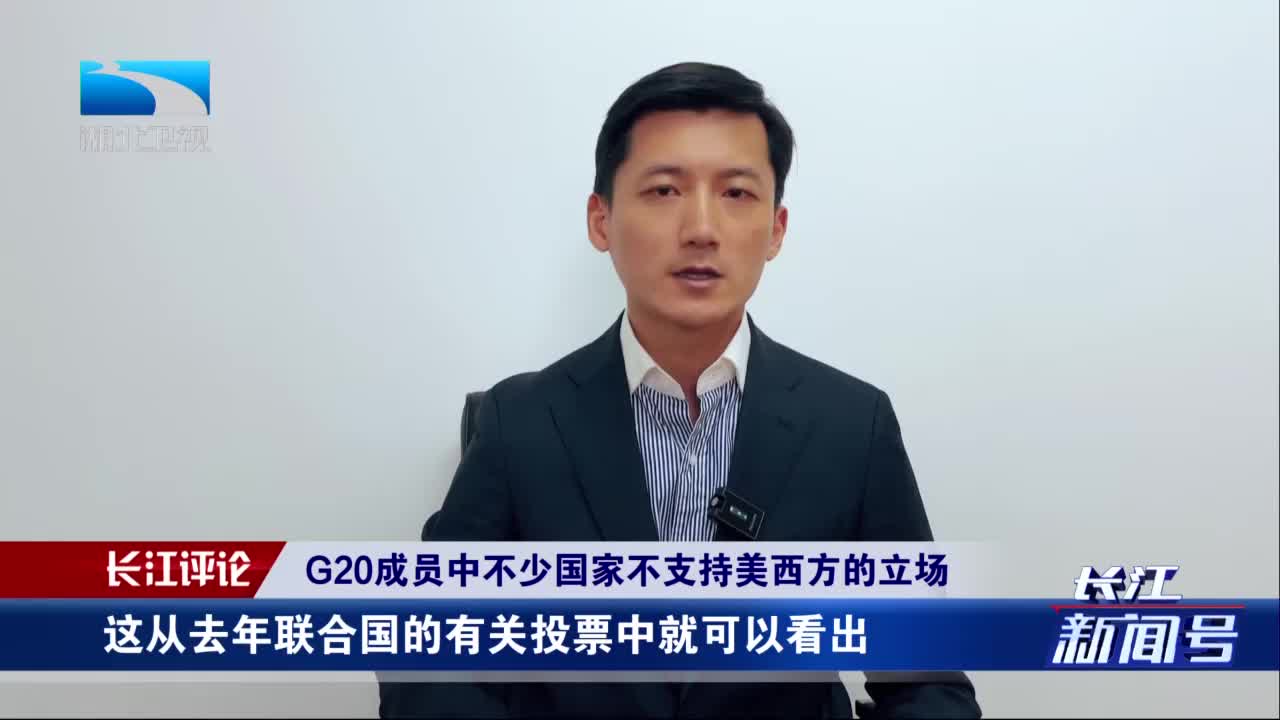 湖北卫视
长江评论
G20成员中不少国家不支持美西方的立场
这从去年联合国的有关投票中就可以看出
长江
新闻号